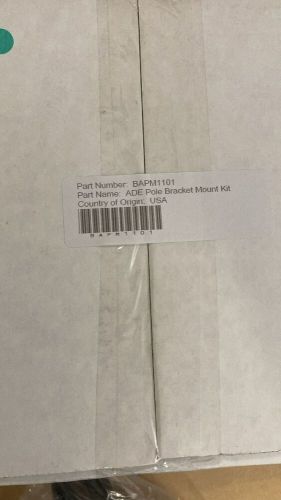 Part Number: BAPM1101
Part Name: ADE Pole Bracket Mount Kit
Country of Origin: USA
BAPM1101